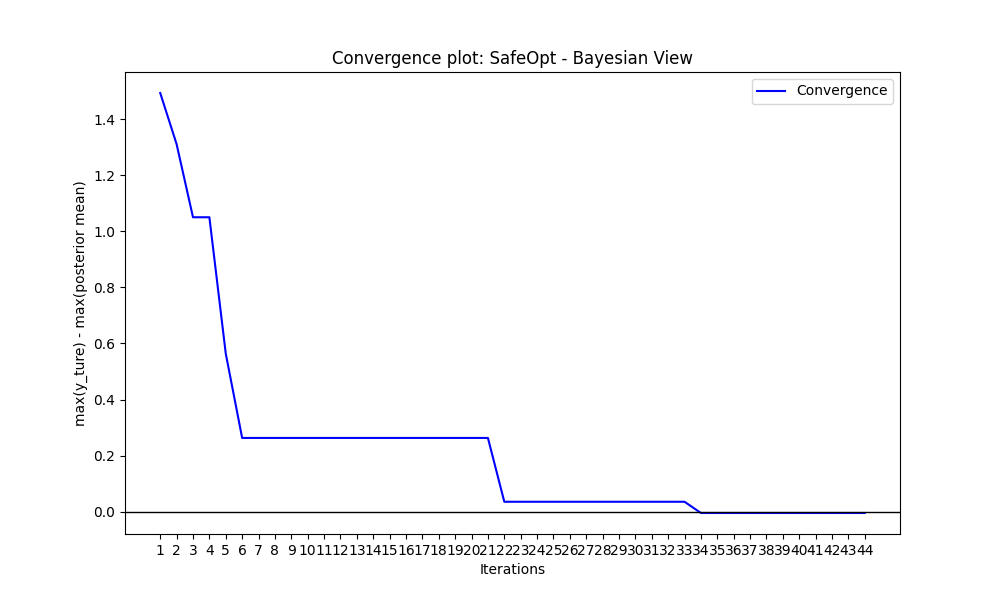 Convergence plot: SafeOpt - Bayesian View
Convergence
max(y_ture) - max(posterior mean)
1.4
1.2
1.0
0.8
0.6
0.4
0.2
0.0
1 2 3 4 5 6 7 8 9 10 11 12 13 14 15 16 17 18 19 20 21 22 23 24 25 26 27 28 29 30 31 32 33 34 35 36 37 38 39 40 41 42 43 44
Iterations